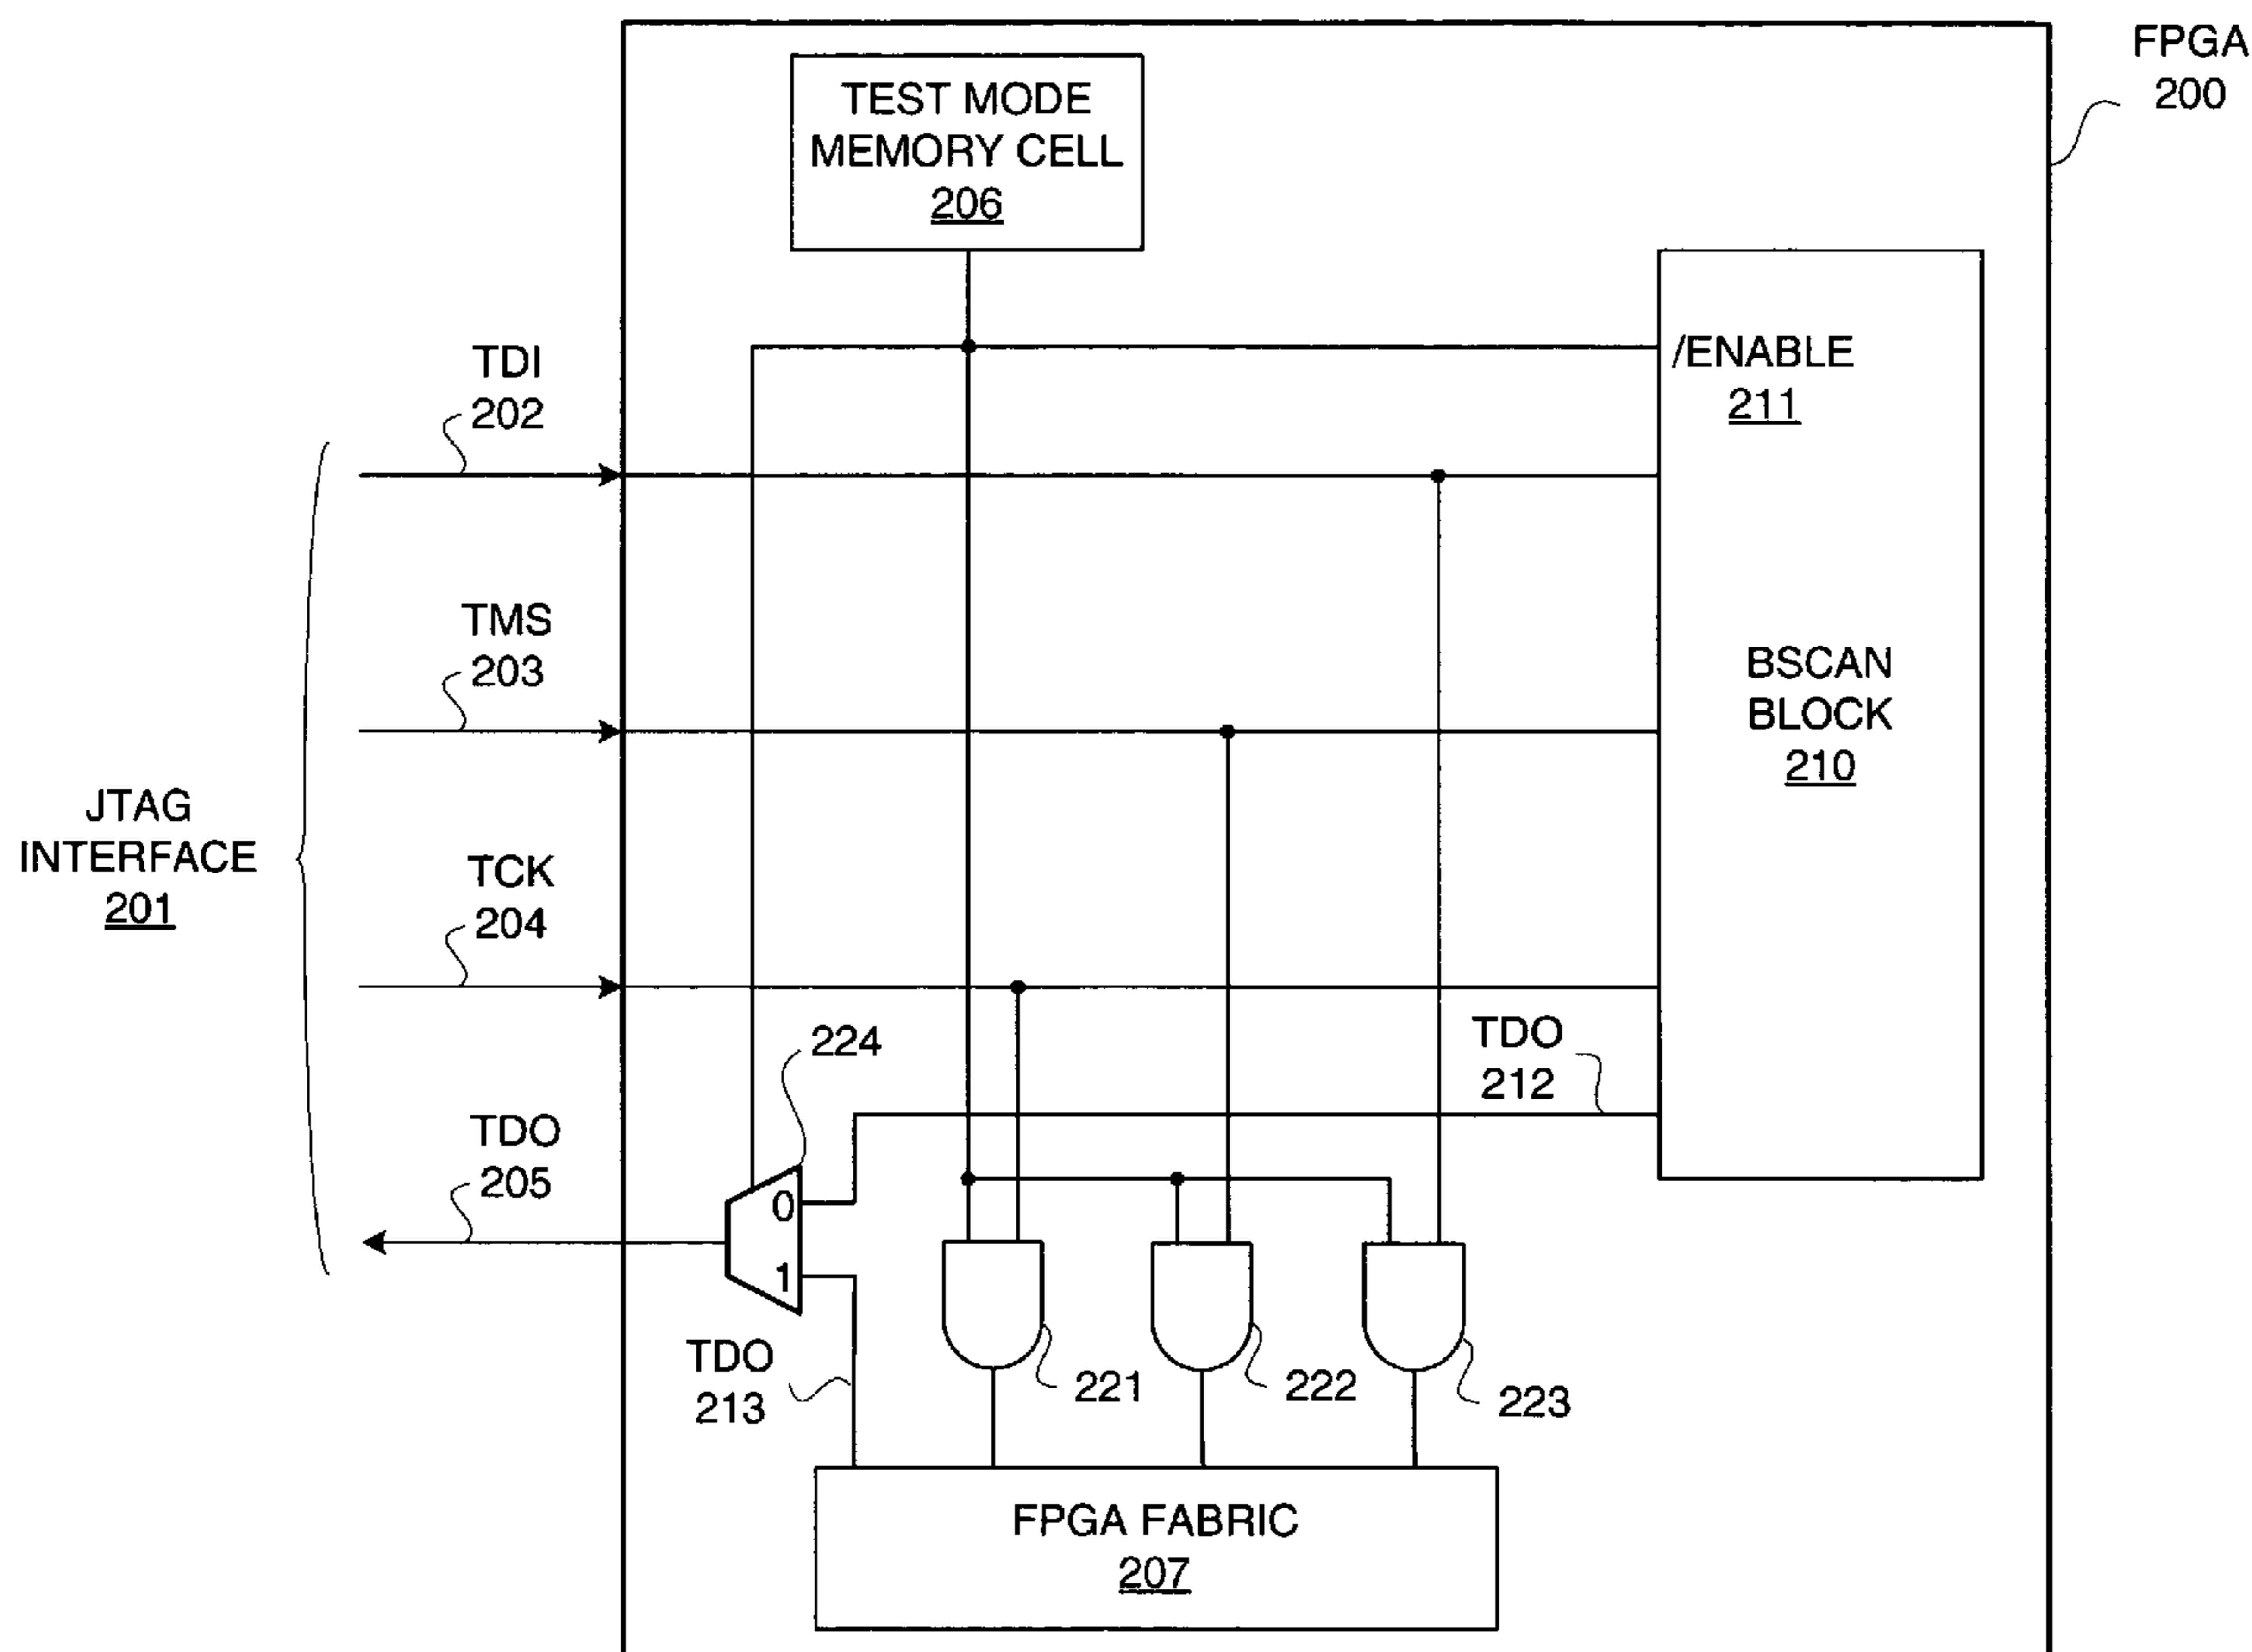 FPGA
200
TEST MODE
MEMORY CELL
206
/ENABLE
211
TDI
202
TMS
203
BSCAN
BLOCK
210
JTAG
INTERFACE
201
TCK
204
224
TDO
212
TDO
205
0
1
TDO
213
221
222
223
FPGA FABRIC
207